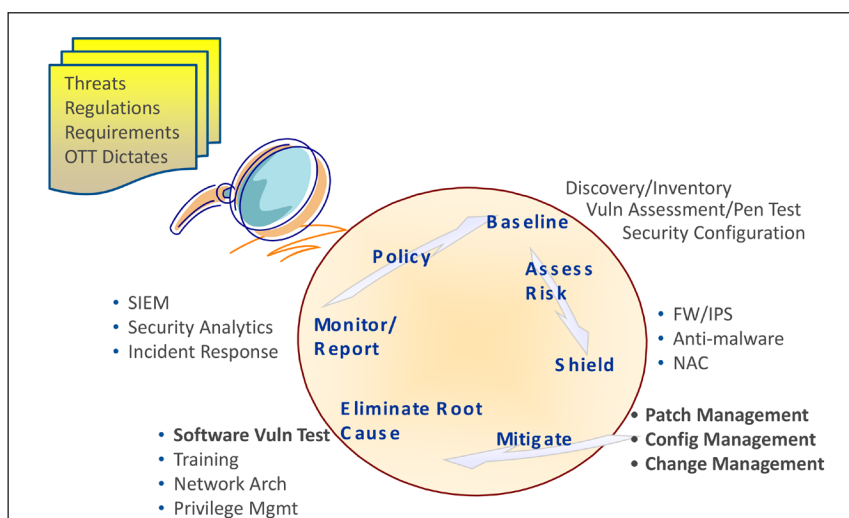 Threats
Regulations
Requirements
OTT Dictates
Discovery/Inventory
Vuln Assessment/Pen Test
Security Configuration
Baseline
Policy
Assess
Risk
• SIEM
• Security Analytics
• Incident Response
Monitor/
Report
• FW/IPS
• Anti-malware
• NAC
Shield
Eliminate Root
Cause
Mitigate
• Patch Management
• Config Management
• Change Management
• Software Vuln Test
• Training
• Network Arch
• Privilege Mgmt